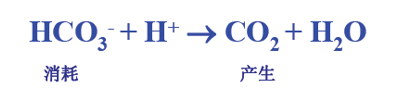 HCO₃⁻ + H⁺ → CO₂ + H₂O
消耗 产生